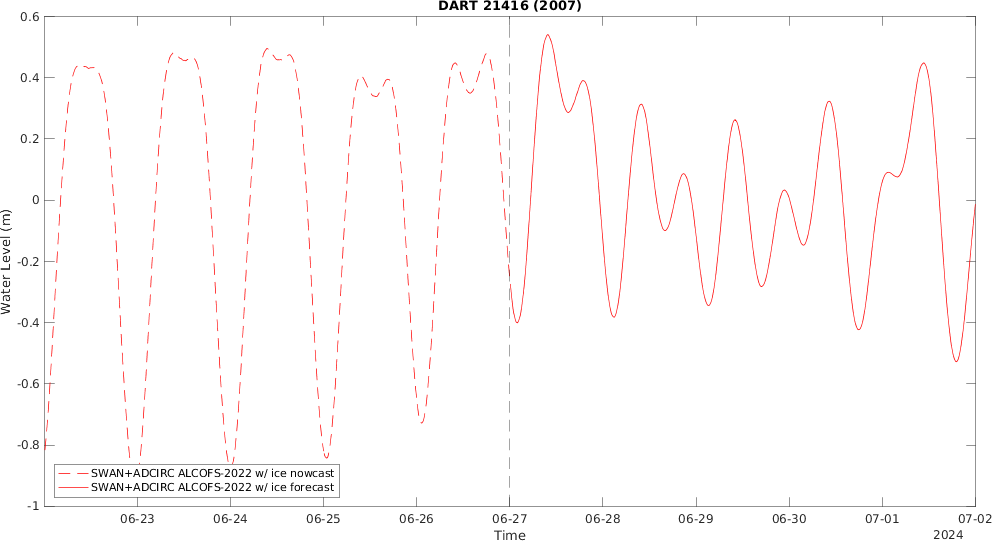 DART 21416 (2007)
0.6
0.4
0.2
0
-0.2
-0.4
-0.6
-0.8
-1
Water Level (m)
SWAN+ADCIRC ALCOFS-2022 w/ ice nowcast
SWAN+ADCIRC ALCOFS-2022 w/ ice forecast
06-23 06-24 06-25 06-26 06-27 06-28 06-29 06-30 07-01 07-02
Time
2024